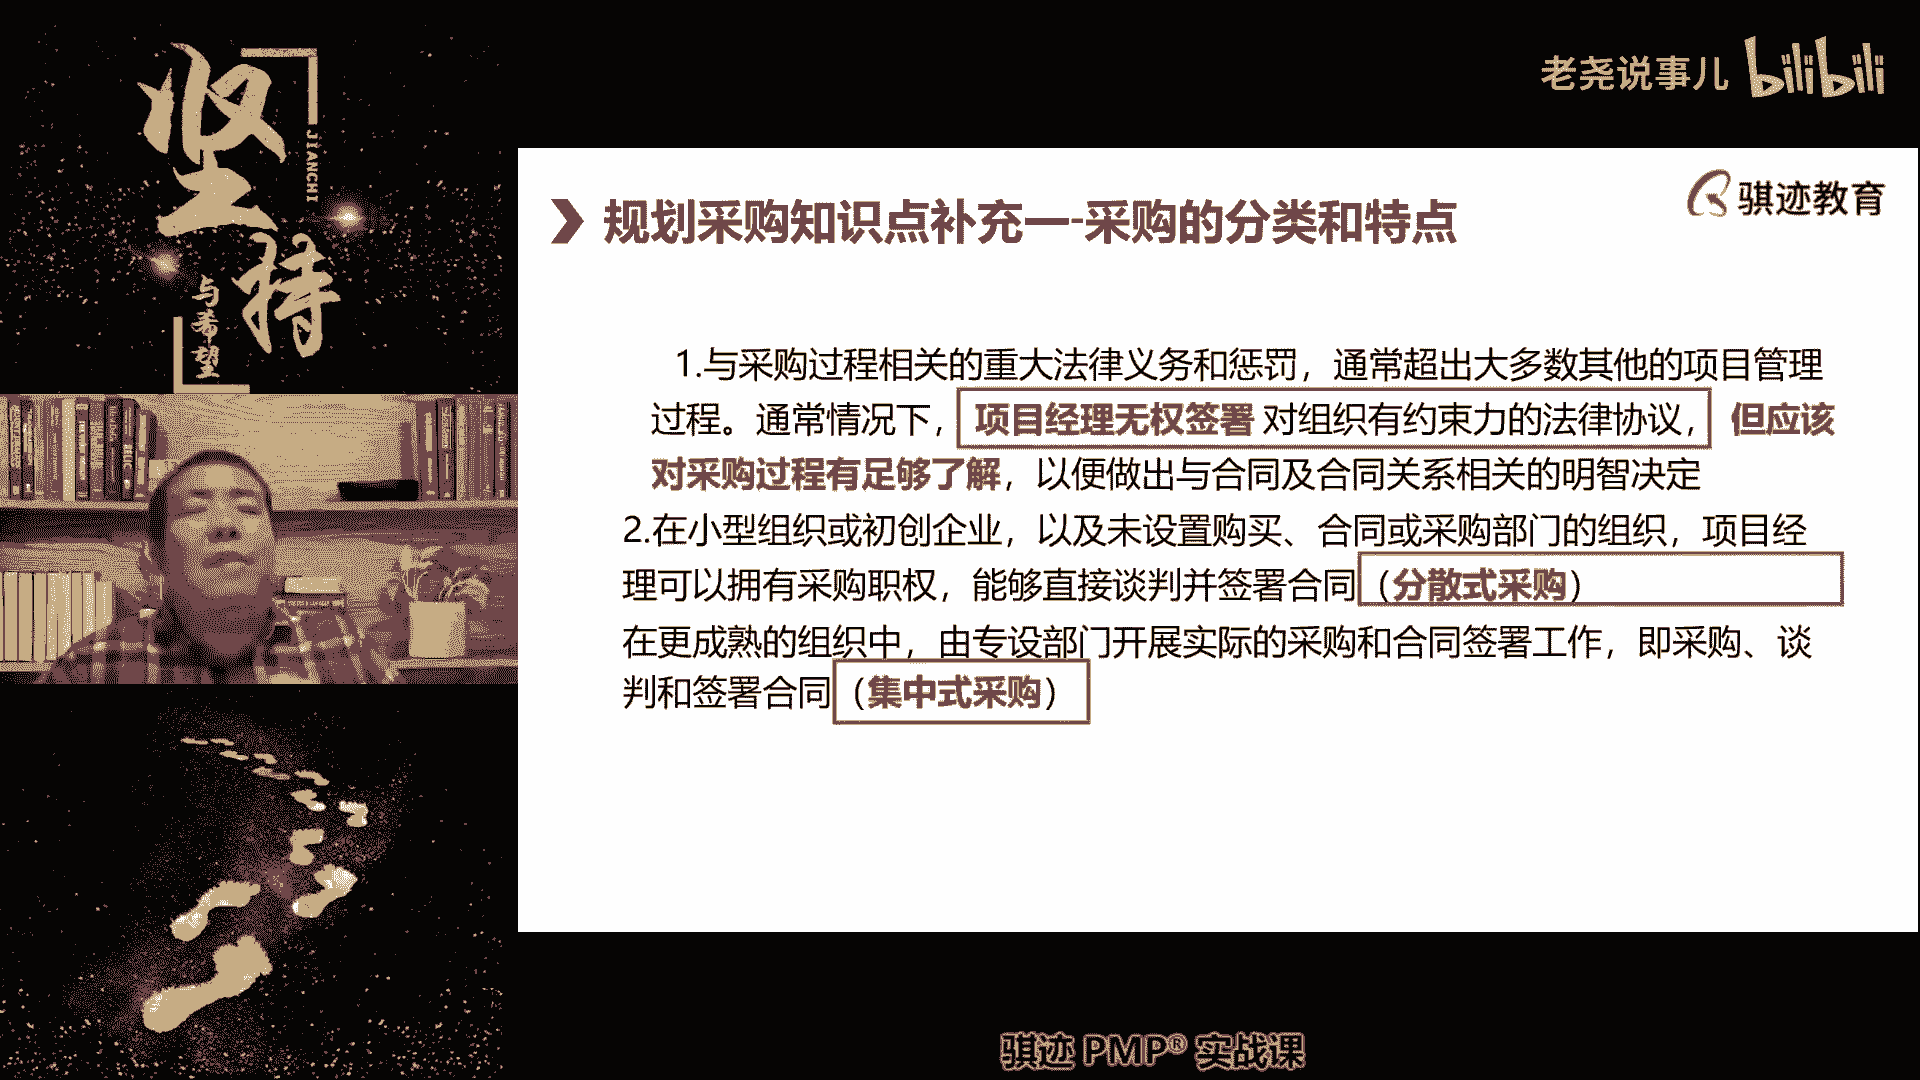 坚持
JIANCHI
与希望
老尧说事儿 bilibili
骐迹教育
规划采购知识点补充一-采购的分类和特点
1.与采购过程相关的重大法律义务和惩罚，通常超出大多数其他的项目管理
过程。通常情况下，项目经理无权签署 对组织有约束力的法律协议，但应该
对采购过程有足够了解，以便做出与合同及合同关系相关的明智决定
2.在小型组织或初创企业，以及未设置购买、合同或采购部门的组织，项目经
理可以拥有采购职权，能够直接谈判并签署合同（分散式采购）
在更成熟的组织中，由专设部门开展实际的采购和合同签署工作，即采购、谈
判和签署合同（集中式采购）
骐迹 PMP® 实战课